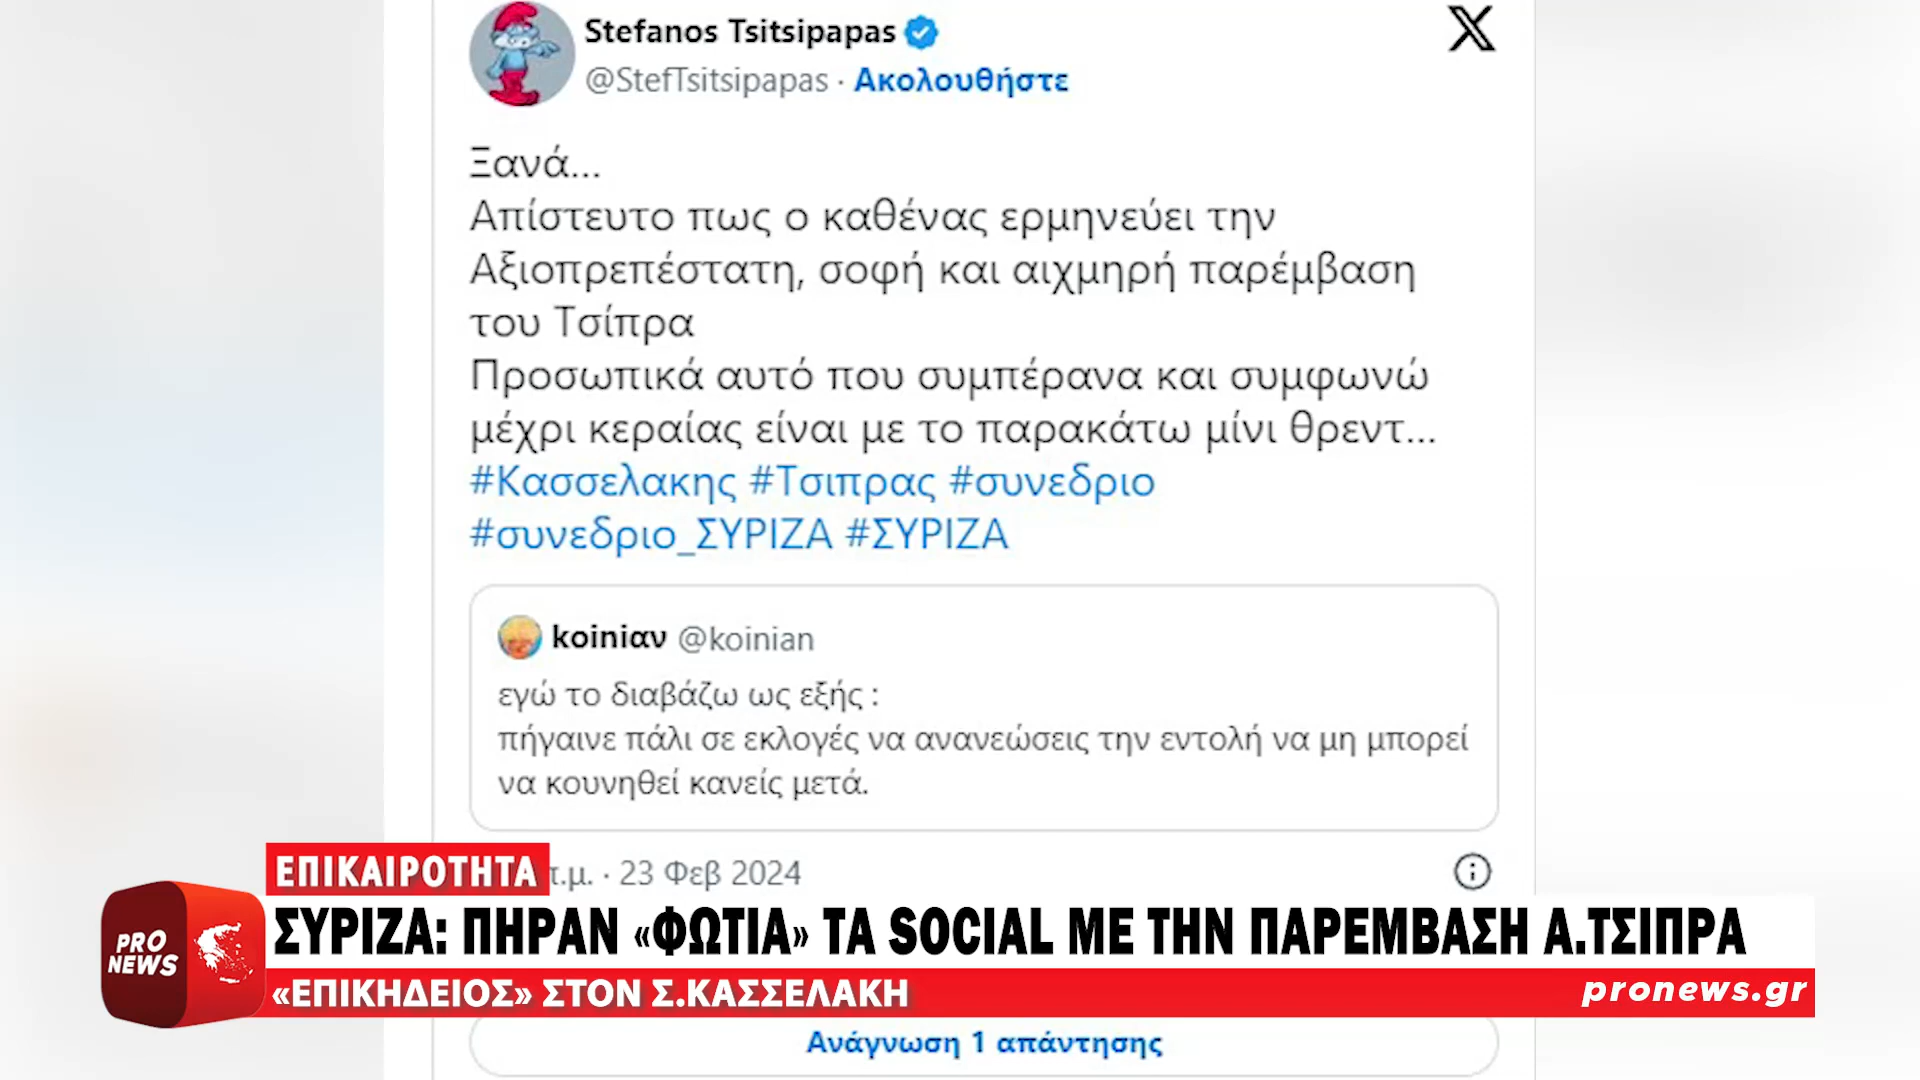 Stefanos Tsitsipapas
@StefTsitsipapas · Ακολουθήστε
Ξανά...
Απίστευτο πως ο καθένας ερμηνεύει την
Αξιοπρεπέστατη, σοφή και αιχμηρή παρέμβαση
του Τσίπρα
Προσωπικά αυτό που συμπέρανα και συμφωνώ
μέχρι κεραίας είναι με το παρακάτω μίνι θρεντ...
#Κασσελακης #Τσιπρας #συνεδριο
#συνεδριο_ΣΥΡΙΖΑ #ΣΥΡΙΖΑ
koiniαν @koinian
εγώ το διαβάζω ως εξής :
πήγαινε πάλι σε εκλογές να ανανεώσεις την εντολή να μη μπορεί
να κουνηθεί κανείς μετά.
ΕΠΙΚΑΙΡΟΤΗΤΑ
π.μ. · 23 Φεβ 2024
PRO
NEWS
ΣΥΡΙΖΑ: ΠΗΡΑΝ «ΦΩΤΙΑ» ΤΑ SOCIAL ΜΕ ΤΗΝ ΠΑΡΕΜΒΑΣΗ Α.ΤΣΙΠΡΑ
«ΕΠΙΚΗΔΕΙΟΣ» ΣΤΟΝ Σ.ΚΑΣΣΕΛΑΚΗ
pronews.gr
Ανάγνωση 1 απάντησης